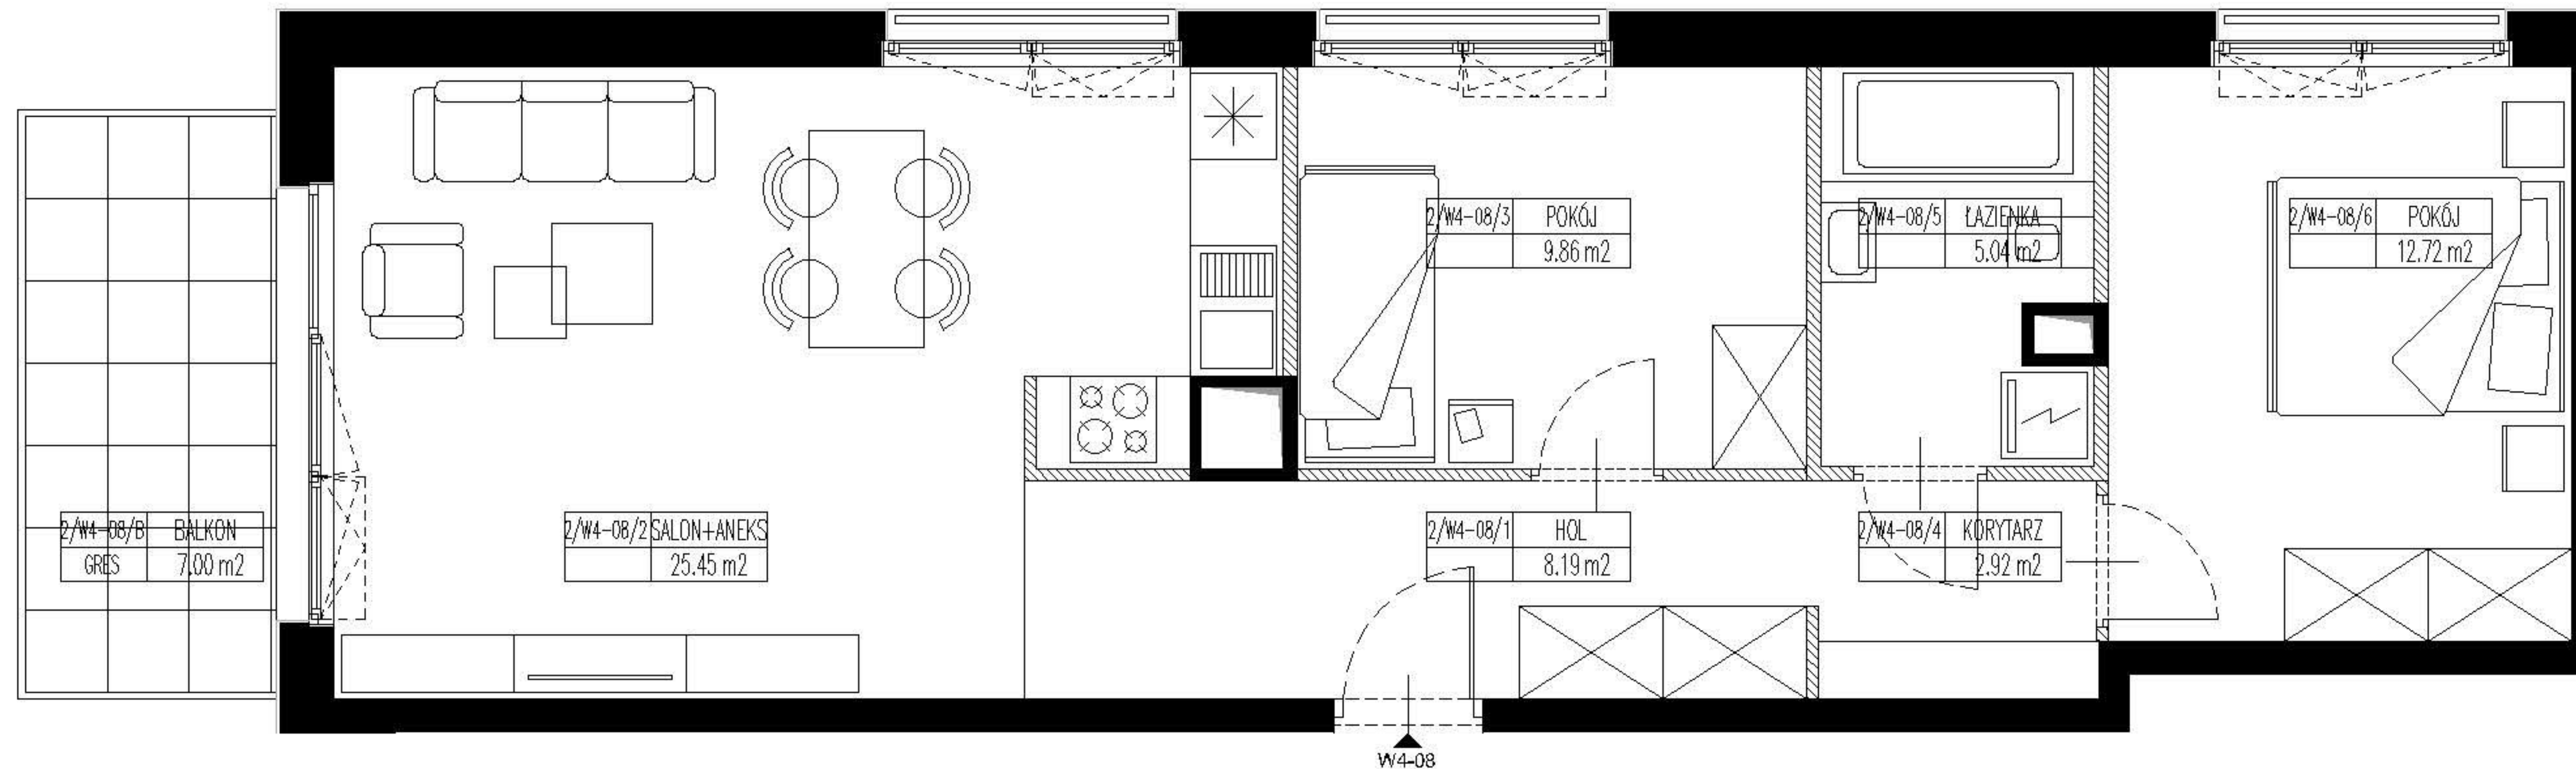 2/W4-08/3 POKÓJ
9.86 m2
2/W4-08/5 ŁAZIENKA
5.04 m2
2/W4-08/6 POKÓJ
12.72 m2
2/W4-08/B BALKON
GRES 7.00 m2
2/W4-08/2 SALON+ANEKS
25.45 m2
2/W4-08/1 HOL
8.19 m2
2/W4-08/4 KORYTARZ
2.92 m2
W4-08